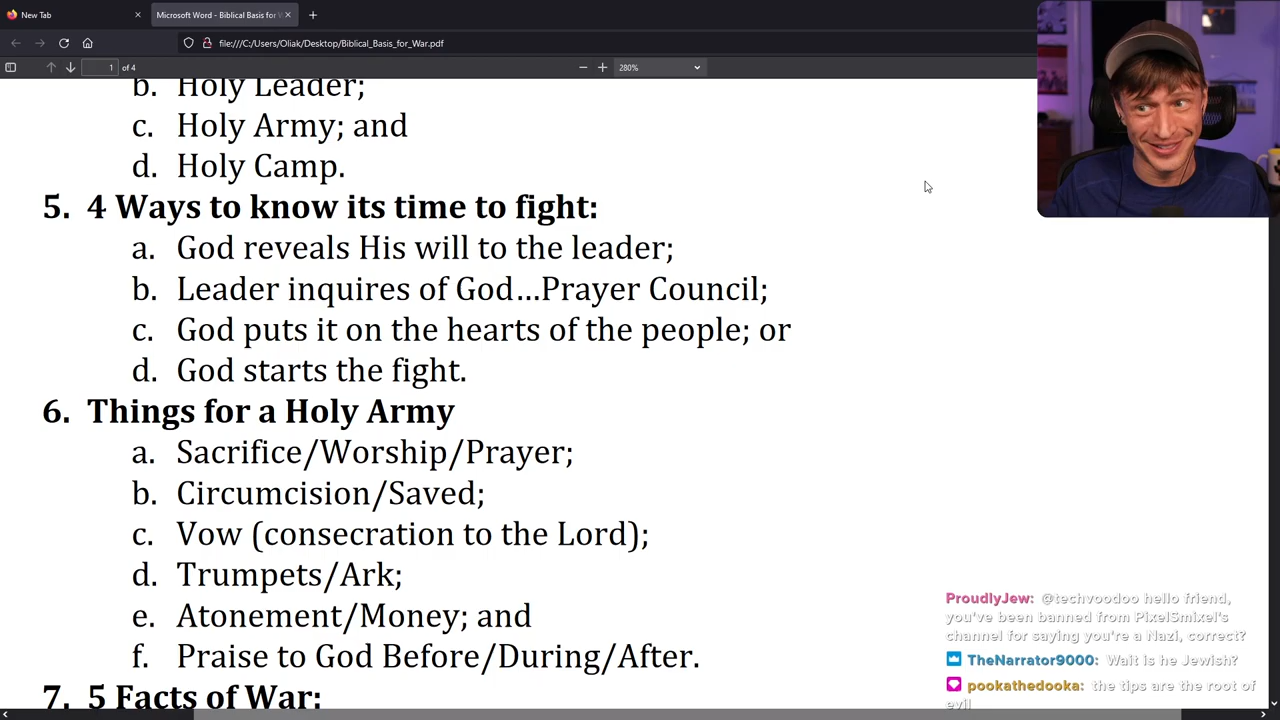 New Tab
Microsoft Word - Biblical Basis for W
file:///C:/Users/Oliak/Desktop/Biblical_Basis_for_War.pdf
1 of 4
280%
b. Holy Leader;
c. Holy Army; and
d. Holy Camp.
5. 4 Ways to know its time to fight:
a. God reveals His will to the leader;
b. Leader inquires of God…Prayer Council;
c. God puts it on the hearts of the people; or
d. God starts the fight.
6. Things for a Holy Army
a. Sacrifice/Worship/Prayer;
b. Circumcision/Saved;
c. Vow (consecration to the Lord);
d. Trumpets/Ark;
e. Atonement/Money; and
f. Praise to God Before/During/After.
7. 5 Facts of War:
ProudlyJew: @techvoodoo hello friend,
you've been banned from PixelSmixel's
channel for saying you're a Nazi, correct?
TheNarrator9000: Wait is he Jewish?
pookathedooka: the tips are the root of
evil